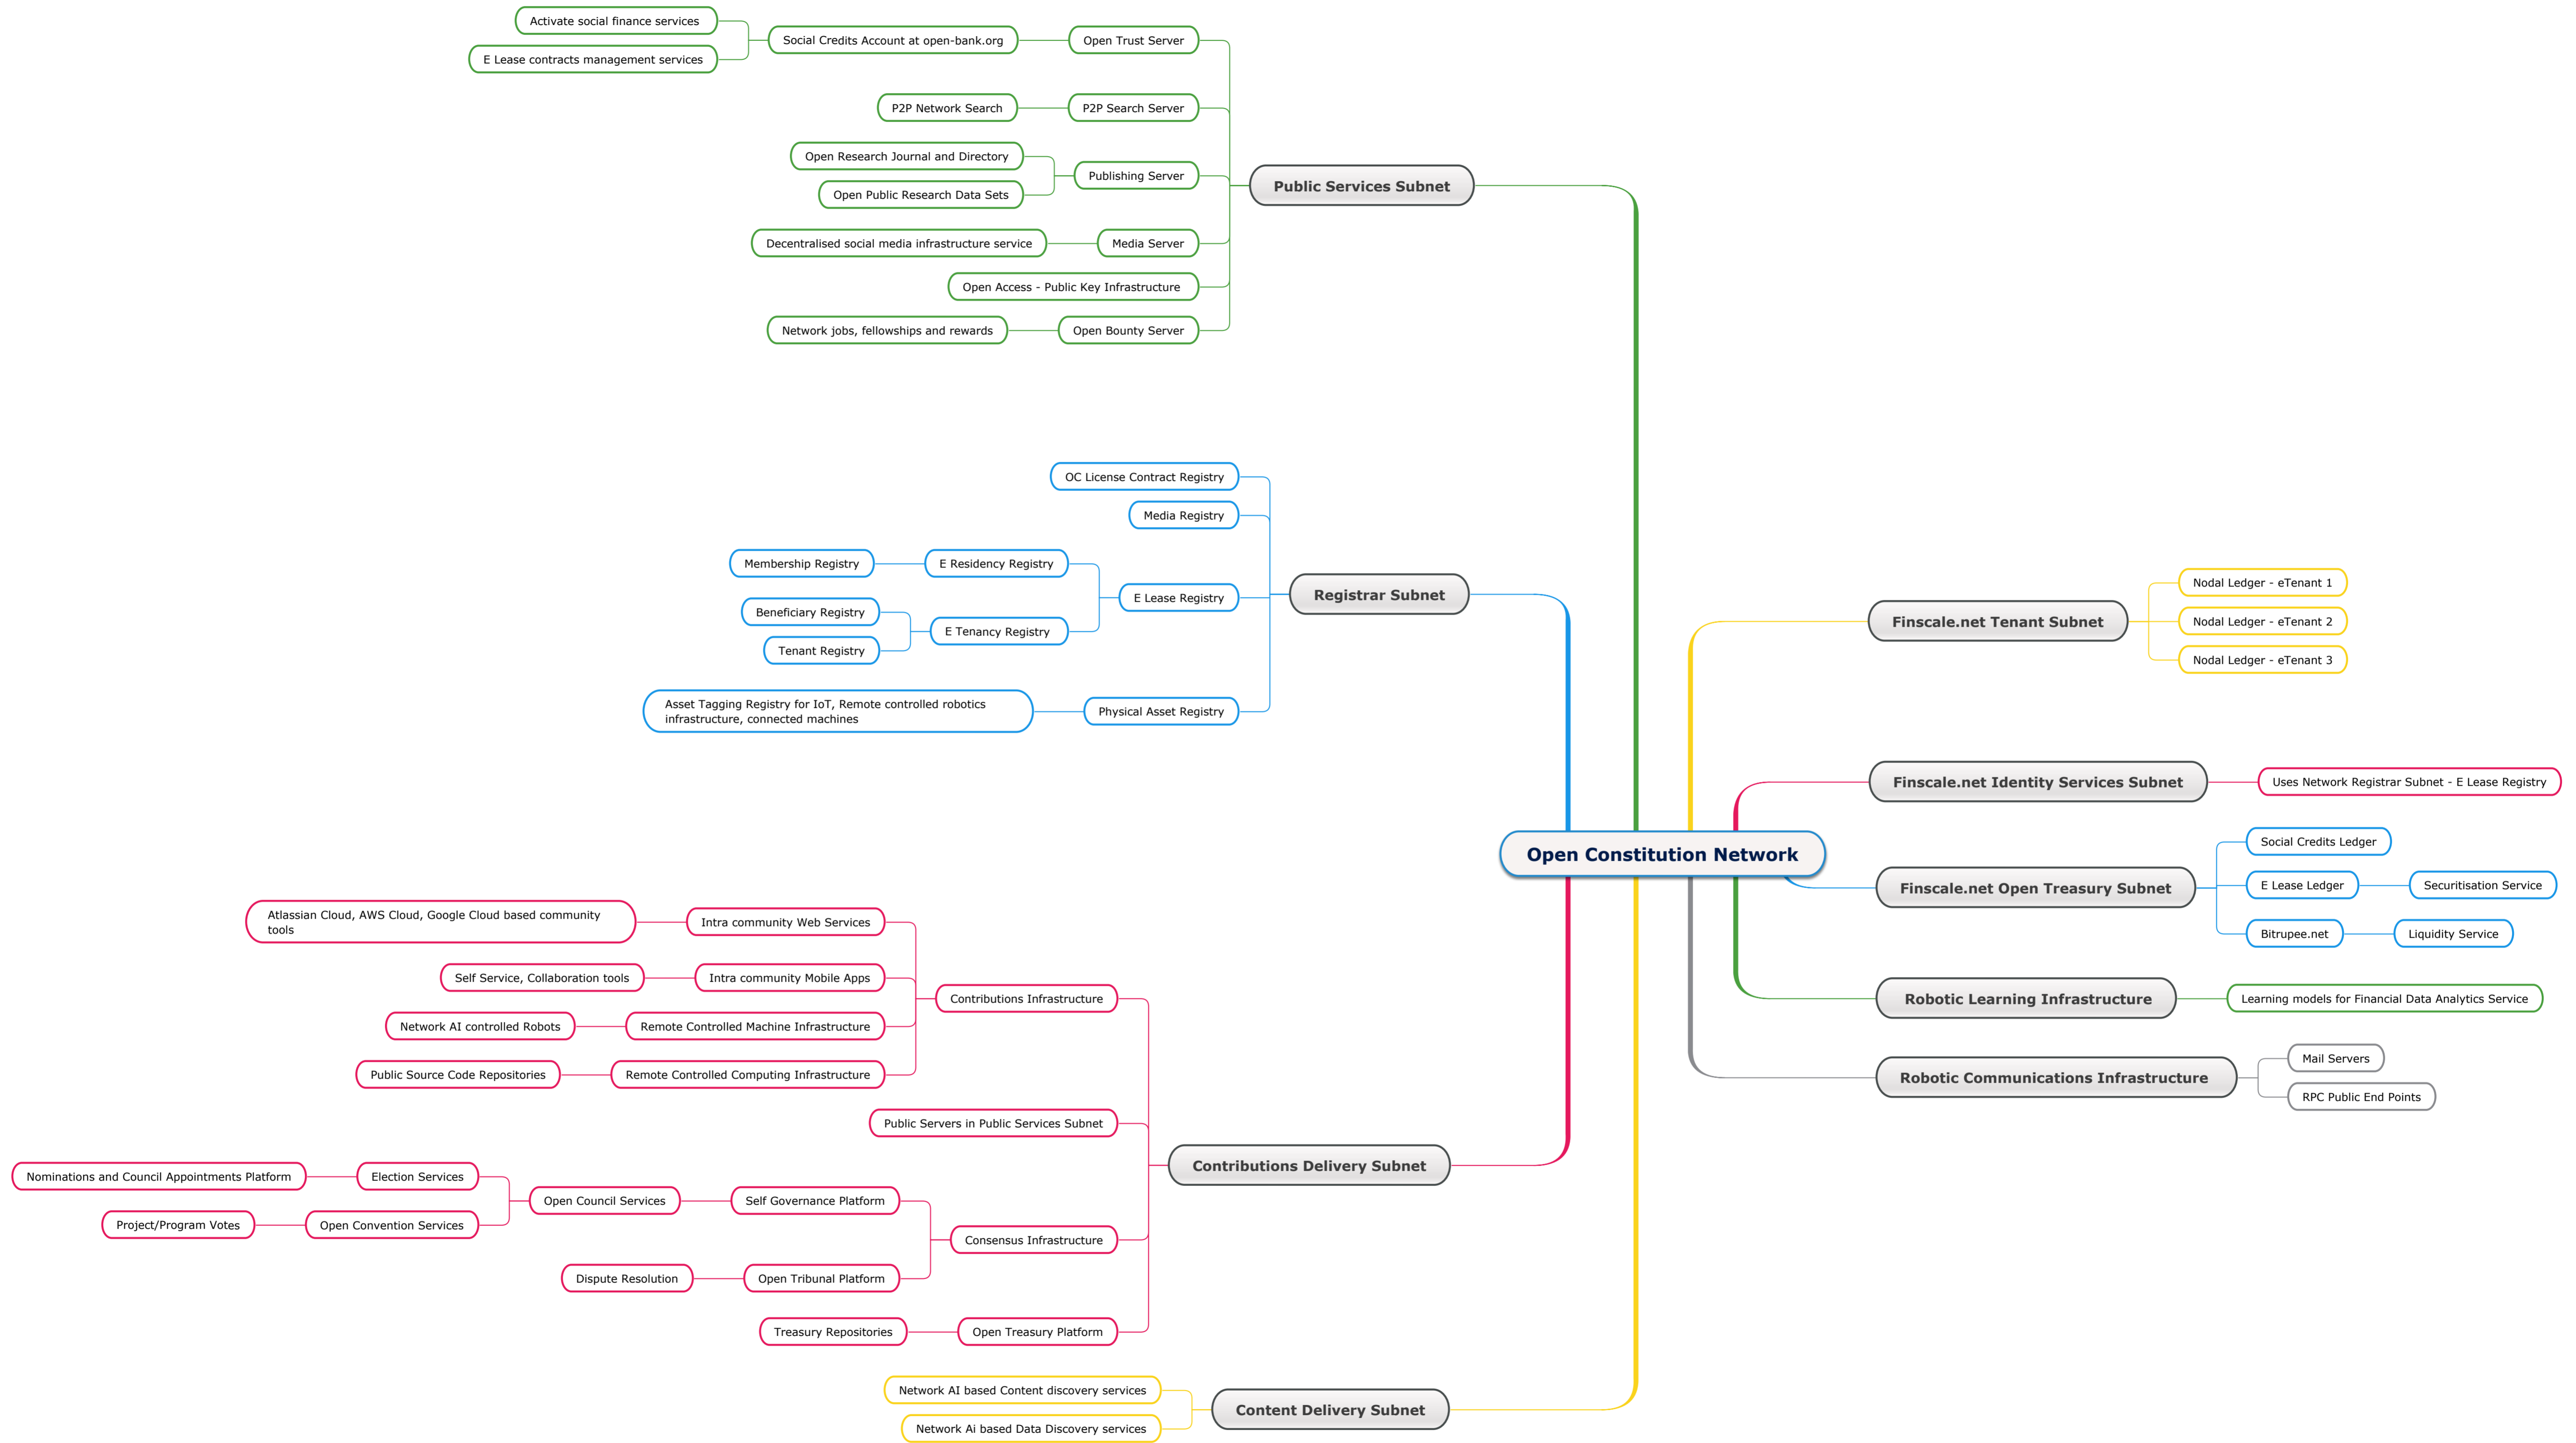 Activate social finance services
E Lease contracts management services
Social Credits Account at open-bank.org
Open Trust Server
P2P Network Search
P2P Search Server
Open Research Journal and Directory
Open Public Research Data Sets
Publishing Server
Decentralised social media infrastructure service
Media Server
Open Access - Public Key Infrastructure
Network jobs, fellowships and rewards
Open Bounty Server
Public Services Subnet
OC License Contract Registry
Media Registry
Membership Registry
E Residency Registry
Beneficiary Registry
Tenant Registry
E Tenancy Registry
E Lease Registry
Asset Tagging Registry for IoT, Remote controlled robotics
infrastructure, connected machines
Physical Asset Registry
Registrar Subnet
Finscale.net Tenant Subnet
Nodal Ledger - eTenant 1
Nodal Ledger - eTenant 2
Nodal Ledger - eTenant 3
Finscale.net Identity Services Subnet
Uses Network Registrar Subnet - E Lease Registry
Open Constitution Network
Finscale.net Open Treasury Subnet
Social Credits Ledger
E Lease Ledger
Securitisation Service
Bitrupee.net
Liquidity Service
Robotic Learning Infrastructure
Learning models for Financial Data Analytics Service
Robotic Communications Infrastructure
Mail Servers
RPC Public End Points
Atlassian Cloud, AWS Cloud, Google Cloud based community
tools
Intra community Web Services
Self Service, Collaboration tools
Intra community Mobile Apps
Network AI controlled Robots
Remote Controlled Machine Infrastructure
Public Source Code Repositories
Remote Controlled Computing Infrastructure
Contributions Infrastructure
Public Servers in Public Services Subnet
Nominations and Council Appointments Platform
Election Services
Project/Program Votes
Open Convention Services
Open Council Services
Self Governance Platform
Dispute Resolution
Open Tribunal Platform
Consensus Infrastructure
Treasury Repositories
Open Treasury Platform
Contributions Delivery Subnet
Network AI based Content discovery services
Network Ai based Data Discovery services
Content Delivery Subnet